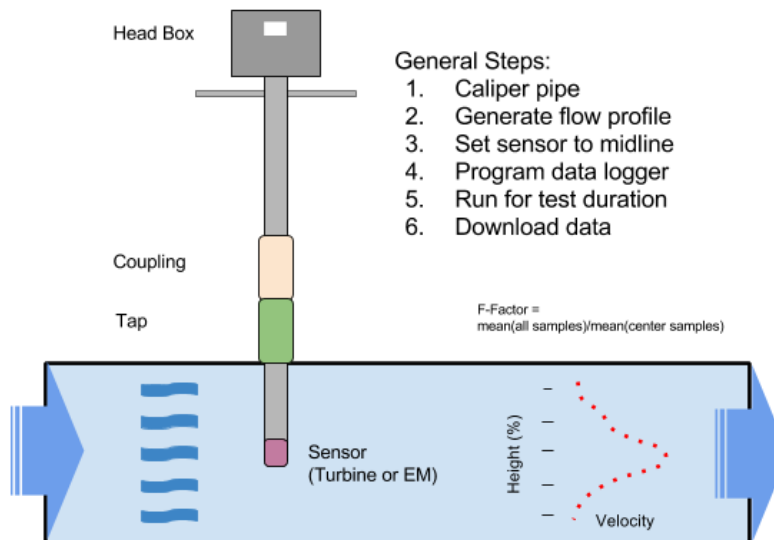 Head Box
General Steps:
1. Caliper pipe
2. Generate flow profile
3. Set sensor to midline
4. Program data logger
5. Run for test duration
6. Download data
Coupling
Tap
F-Factor =
mean(all samples)/mean(center samples)
Sensor
(Turbine or EM)
Height (%)
Velocity